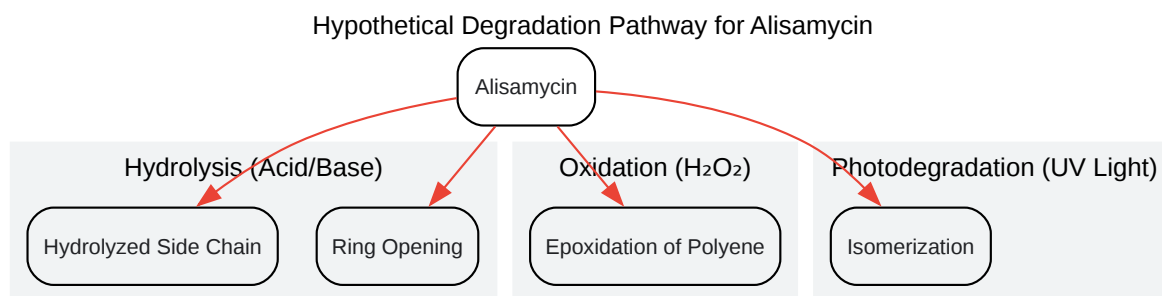 Hypothetical Degradation Pathway for Alisamycin
Alisamycin
Hydrolysis (Acid/Base)
Oxidation (H₂O₂)
Photodegradation (UV Light)
Hydrolyzed Side Chain
Ring Opening
Epoxidation of Polyene
Isomerization